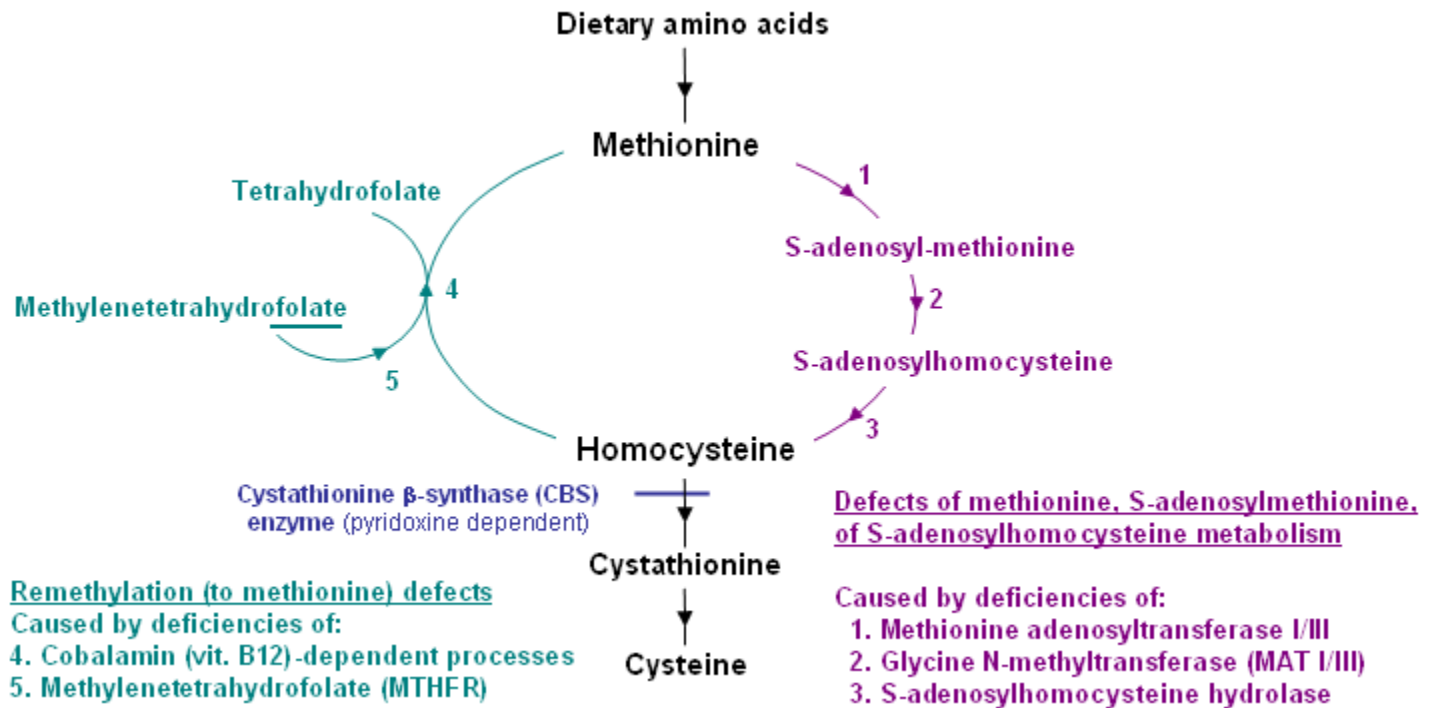 Dietary amino acids
Methionine
1
Tetrahydrofolate
S-adenosyl-methionine
4
2
Methylenetetrahydrofolate
S-adenosylhomocysteine
5
3
Homocysteine
Cystathionine β-synthase (CBS)
enzyme (pyridoxine dependent)
Cystathionine
Cysteine
Defects of methionine, S-adenosylmethionine,
of S-adenosylhomocysteine metabolism
Caused by deficiencies of:
1. Methionine adenosyltransferase I/III
2. Glycine N-methyltransferase (MAT I/III)
3. S-adenosylhomocysteine hydrolase
Remethylation (to methionine) defects
Caused by deficiencies of:
4. Cobalamin (vit. B12)-dependent processes
5. Methylenetetrahydrofolate (MTHFR)